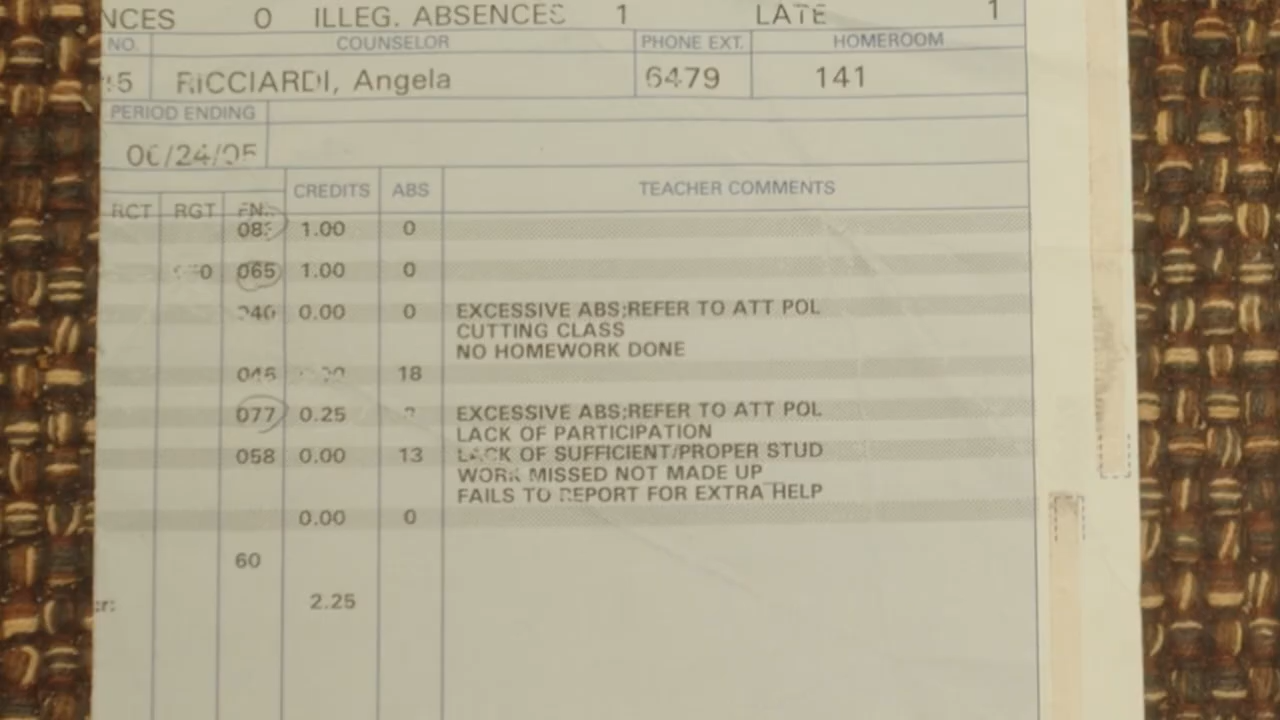 NCES 0 ILLEG. ABSENCES 1 LATE 1
NO. COUNSELOR PHONE EXT. HOMEROOM
RICCIARDI, Angela 6479 141
PERIOD ENDING
06/24/05
CREDITS ABS TEACHER COMMENTS
RCT RGT
1.00 0
065 1.00 0
040 0.00 0 EXCESSIVE ABS;REFER TO ATT POL
CUTTING CLASS
NO HOMEWORK DONE
18
077 0.25 EXCESSIVE ABS;REFER TO ATT POL
LACK OF PARTICIPATION
058 0.00 13 LACK OF SUFFICIENT/PROPER STUD
WORK MISSED NOT MADE UP
FAILS TO REPORT FOR EXTRA HELP
0.00 0
60
2.25